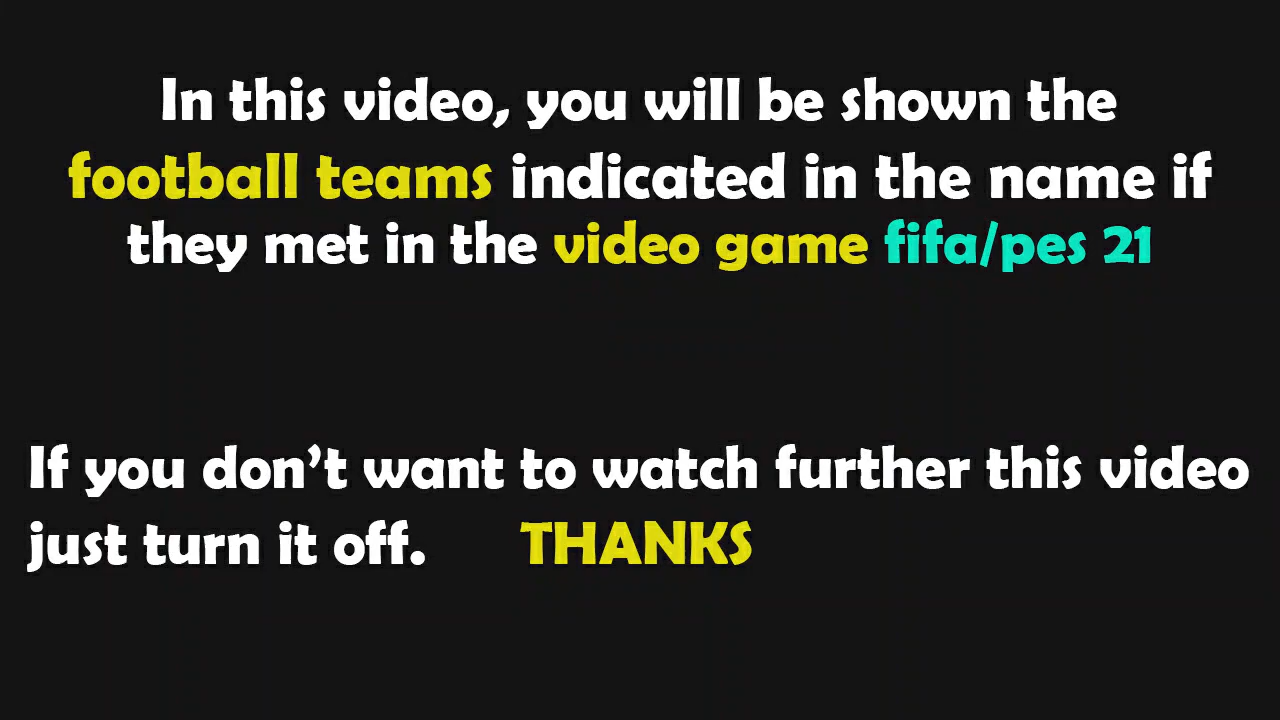 In this video, you will be shown the
football teams indicated in the name if
they met in the video game fifa/pes 21
If you don’t want to watch further this video
just turn it off. THANKS